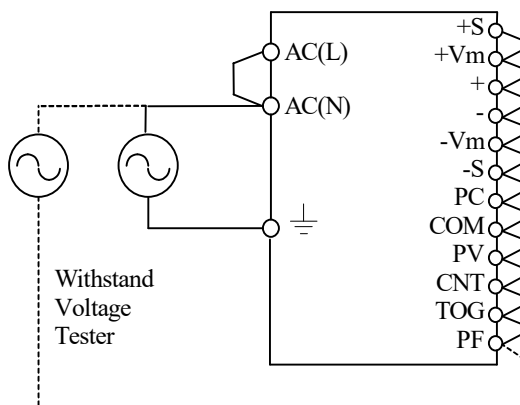 AC(L)
AC(N)
Withstand
Voltage
Tester
+S
+Vm
+
-
-Vm
-S
PC
COM
PV
CNT
TOG
PF